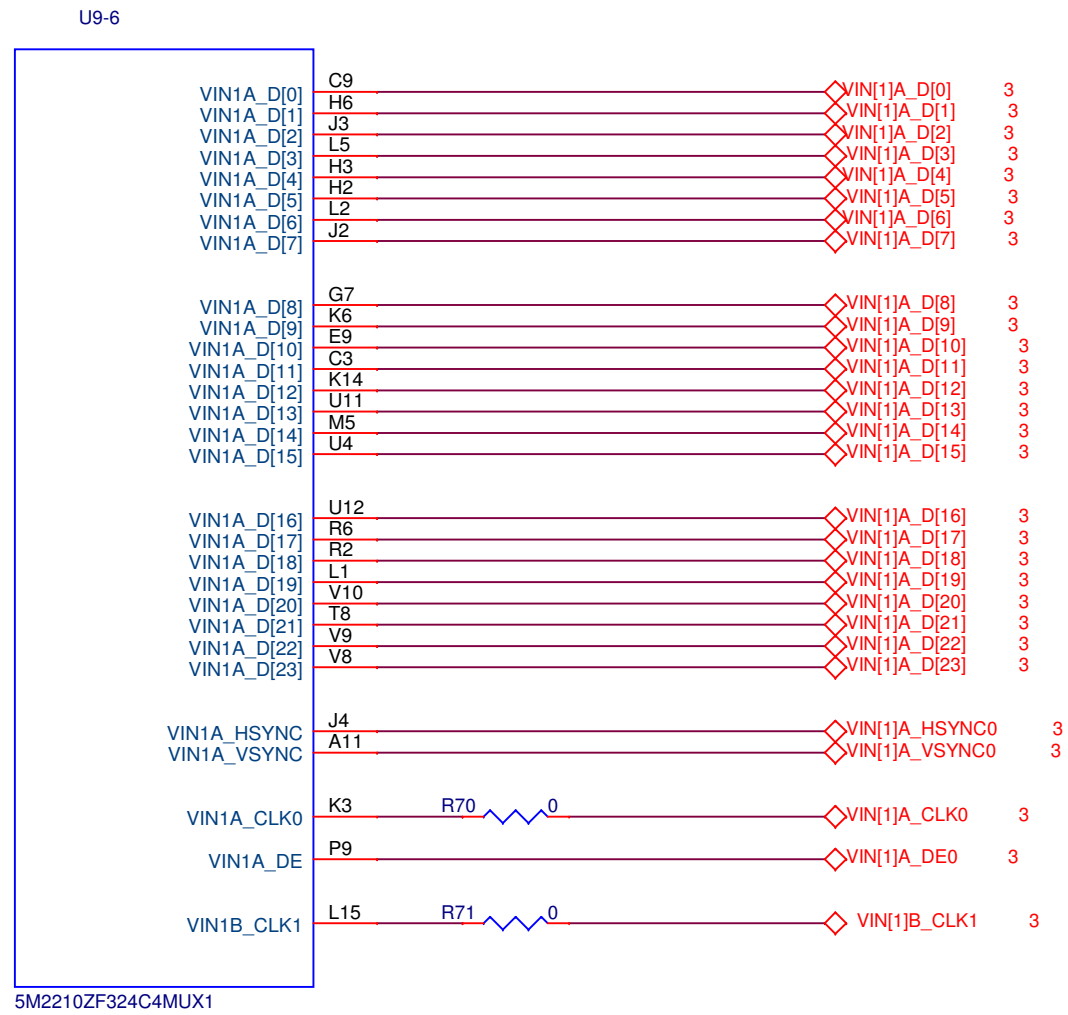 U9-6
VIN1A_D[0] C9 VIN[1]A_D[0] 3
VIN1A_D[1] H6 VIN[1]A_D[1] 3
VIN1A_D[2] J3 VIN[1]A_D[2] 3
VIN1A_D[3] L5 VIN[1]A_D[3] 3
VIN1A_D[4] H3 VIN[1]A_D[4] 3
VIN1A_D[5] H2 VIN[1]A_D[5] 3
VIN1A_D[6] L2 VIN[1]A_D[6] 3
VIN1A_D[7] J2 VIN[1]A_D[7] 3
VIN1A_D[8] G7 VIN[1]A_D[8] 3
VIN1A_D[9] K6 VIN[1]A_D[9] 3
VIN1A_D[10] E9 VIN[1]A_D[10] 3
VIN1A_D[11] C3 VIN[1]A_D[11] 3
VIN1A_D[12] K14 VIN[1]A_D[12] 3
VIN1A_D[13] U11 VIN[1]A_D[13] 3
VIN1A_D[14] M5 VIN[1]A_D[14] 3
VIN1A_D[15] U4 VIN[1]A_D[15] 3
VIN1A_D[16] U12 VIN[1]A_D[16] 3
VIN1A_D[17] R6 VIN[1]A_D[17] 3
VIN1A_D[18] R2 VIN[1]A_D[18] 3
VIN1A_D[19] L1 VIN[1]A_D[19] 3
VIN1A_D[20] V10 VIN[1]A_D[20] 3
VIN1A_D[21] T8 VIN[1]A_D[21] 3
VIN1A_D[22] V9 VIN[1]A_D[22] 3
VIN1A_D[23] V8 VIN[1]A_D[23] 3
VIN1A_HSYNC J4 VIN[1]A_HSYNC0 3
VIN1A_VSYNC A11 VIN[1]A_VSYNC0 3
VIN1A_CLK0 K3 R70 0 VIN[1]A_CLK0 3
VIN1A_DE P9 VIN[1]A_DE0 3
VIN1B_CLK1 L15 R71 0 VIN[1]B_CLK1 3
5M2210ZF324C4MUX1